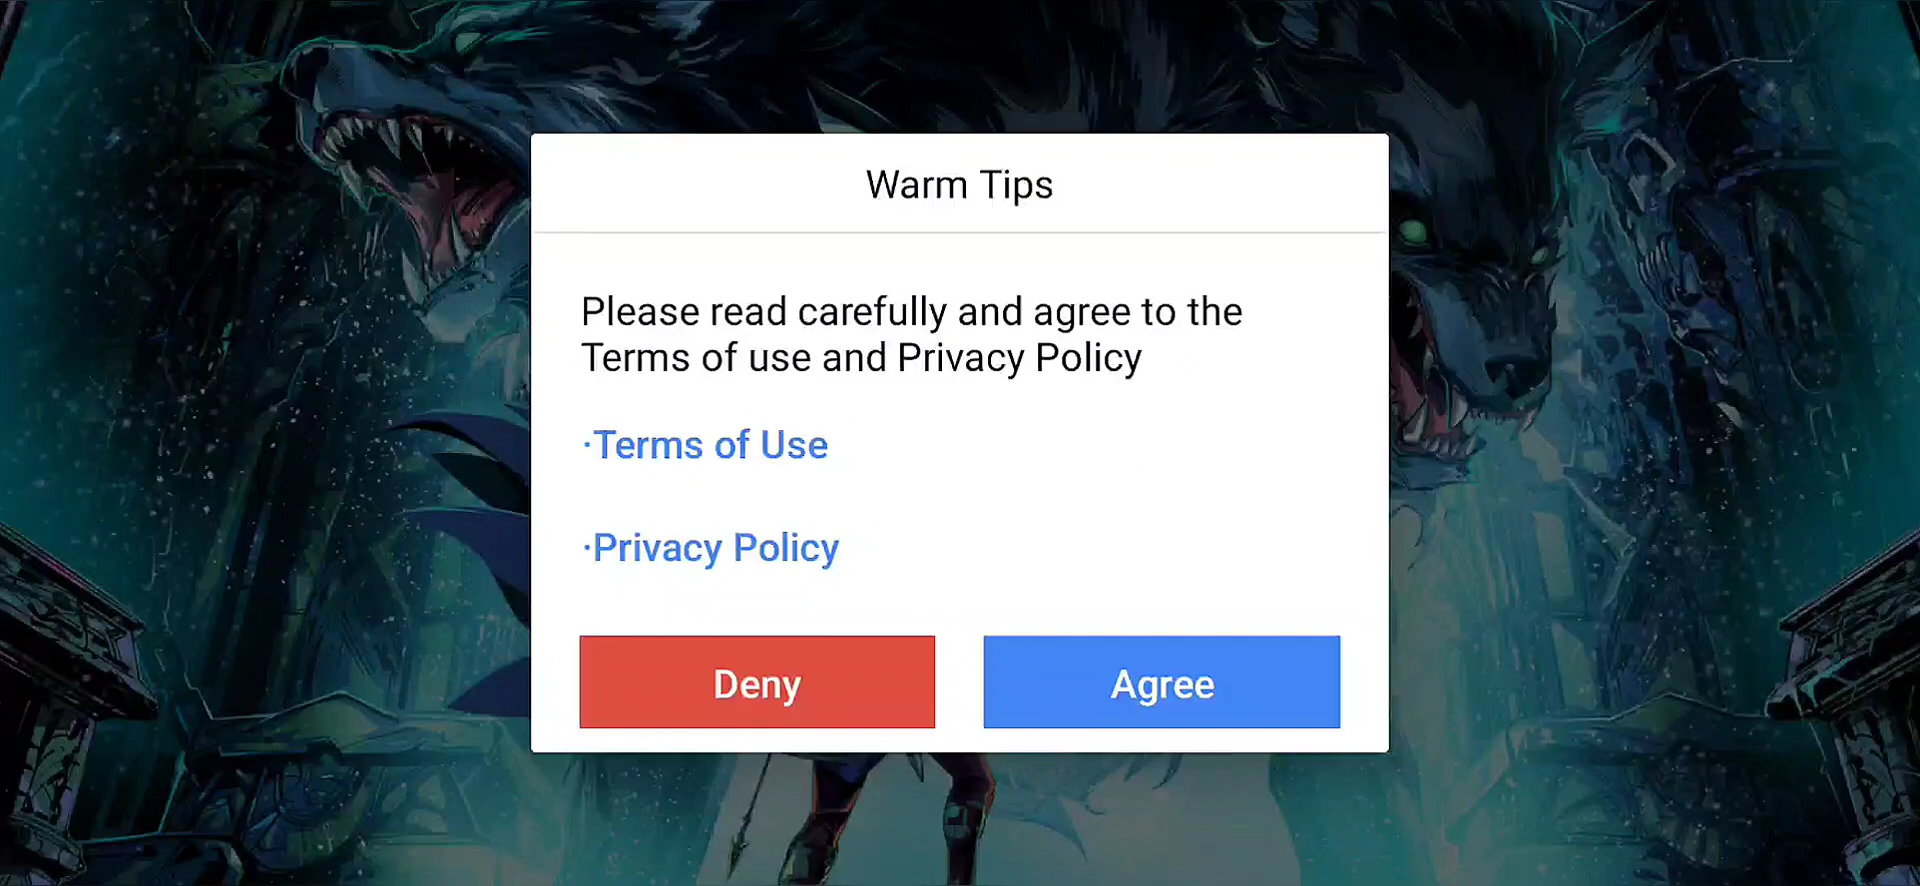 Warm Tips
Please read carefully and agree to the
Terms of use and Privacy Policy
·Terms of Use
·Privacy Policy
Deny
Agree